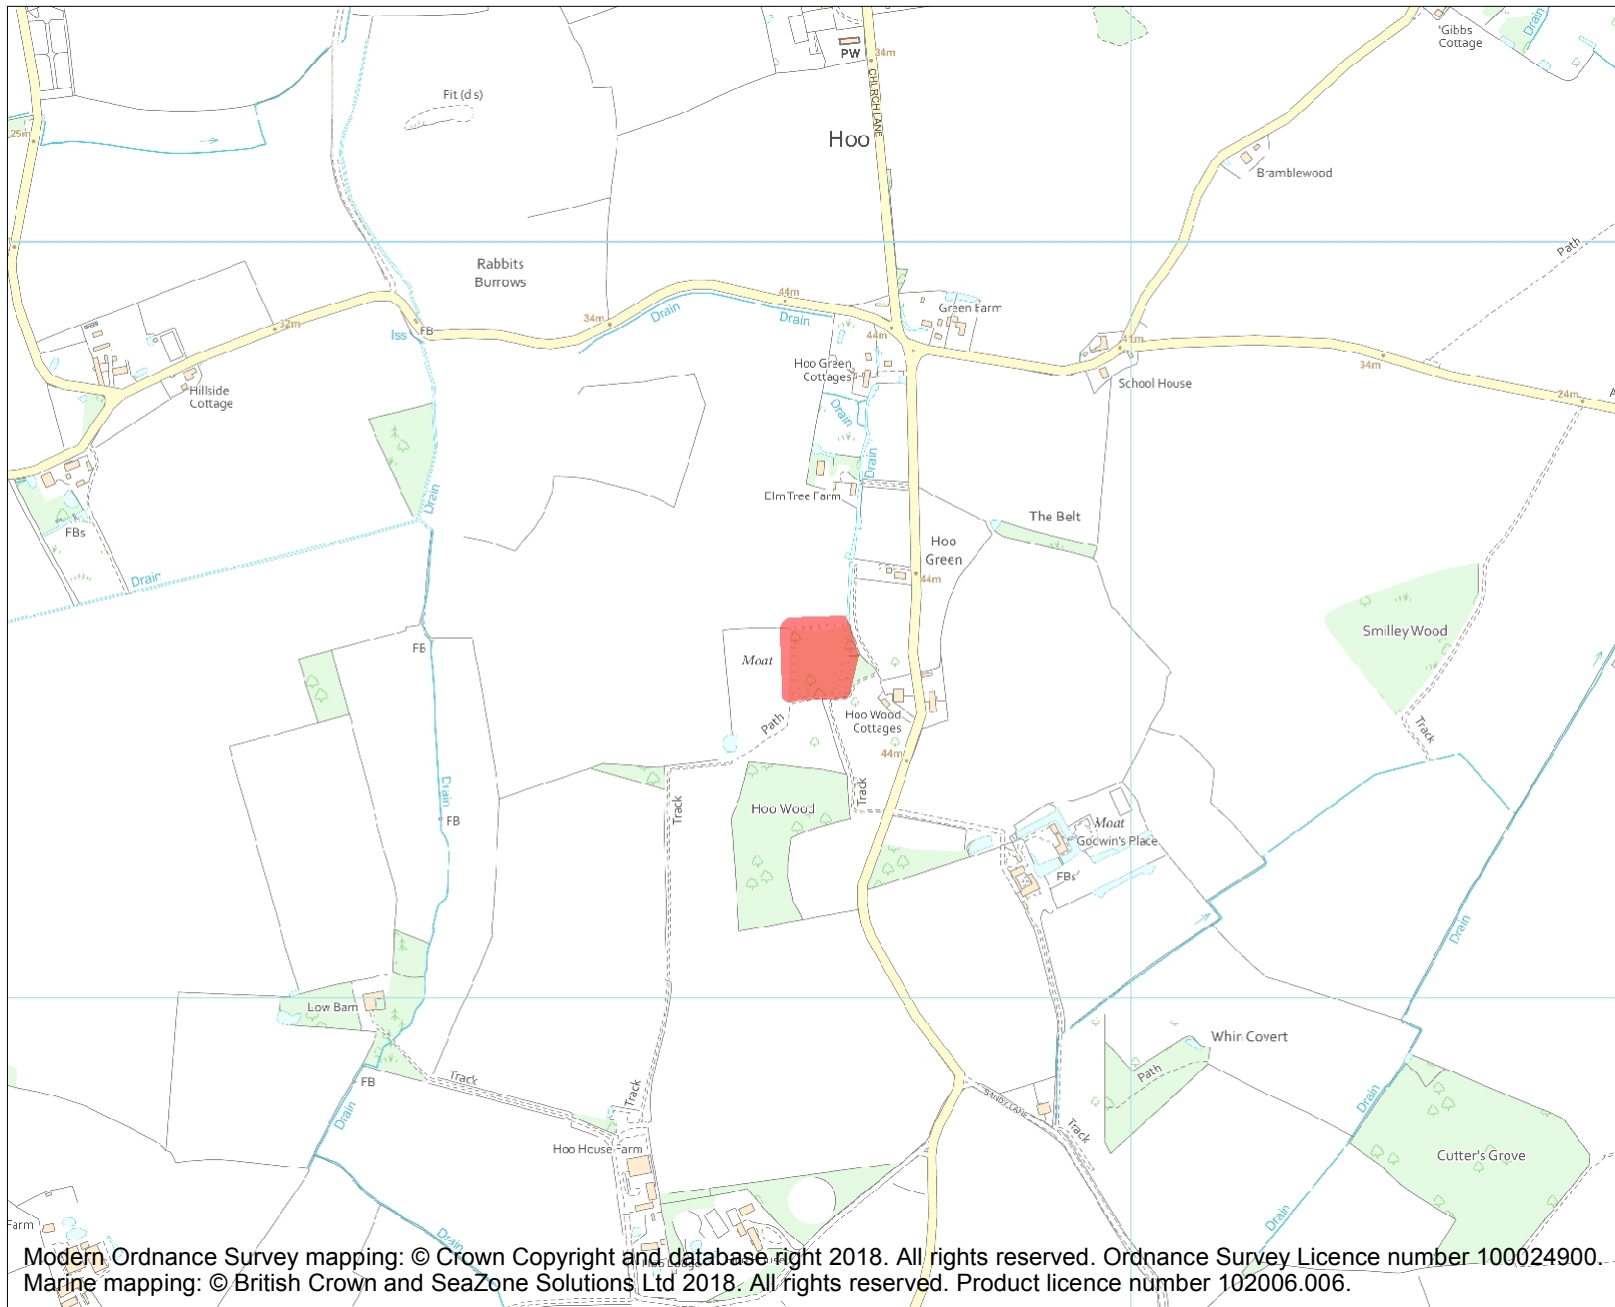 'Gibbs
Cottage
Drain
PW
34m
CHURCH LANE
Fit (dis)
25m
Hoo
Bramblewood
Path
Rabbits
Burrows
44m
Green Farm
32m
FB
Iss
34m
Drain
Drain
44m
41m
Hoo Green
Cottages
School House
34m
24m
Hillside
Cottage
Drain
Drain
Elm Tree Farm
Drain
The Belt
FBs
Hoo
Green
44m
Drain
Smilley Wood
FB
Moat
Path
Hoo Wood
Cottages
44m
Track
Track
Track
Drain
Hoo Wood
FB
Moat
Godwin's Place
FBs
Drain
Low Barn
Whin Covert
Path
FB
Track
Track
SANDY LANE
Drain
Drain
Track
Hoo House Farm
Cutter's Grove
Farm
Drain
Drain
Modern Ordnance Survey mapping: © Crown Copyright and database right 2018. All rights reserved. Ordnance Survey Licence number 100024900.
Marine mapping: © British Crown and SeaZone Solutions Ltd 2018. All rights reserved. Product licence number 102006.006.